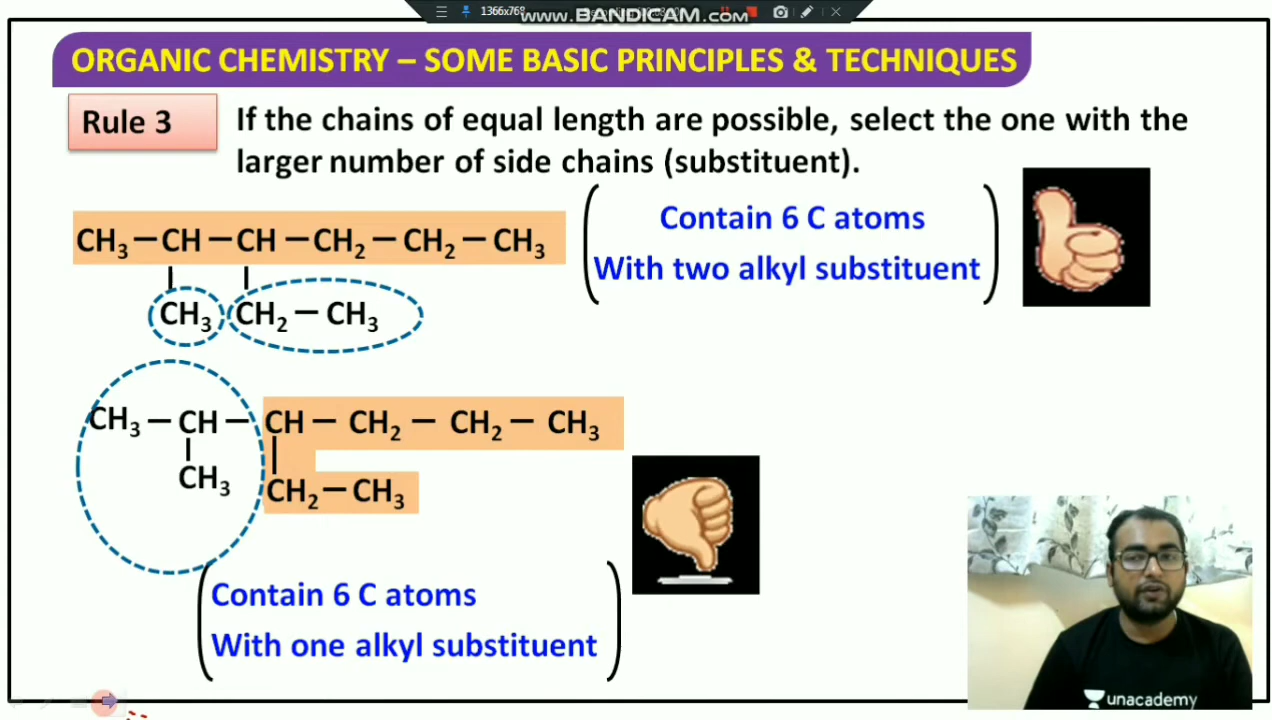 1366x768
www.BANDICAM.com
ORGANIC CHEMISTRY – SOME BASIC PRINCIPLES & TECHNIQUES
Rule 3
If the chains of equal length are possible, select the one with the
larger number of side chains (substituent).
CH₃ – CH – CH – CH₂ – CH₂ – CH₃
CH₃ CH₂ – CH₃
Contain 6 C atoms
With two alkyl substituent
CH₃ – CH – CH – CH₂ – CH₂ – CH₃
CH₃ CH₂ – CH₃
Contain 6 C atoms
With one alkyl substituent
unacademy